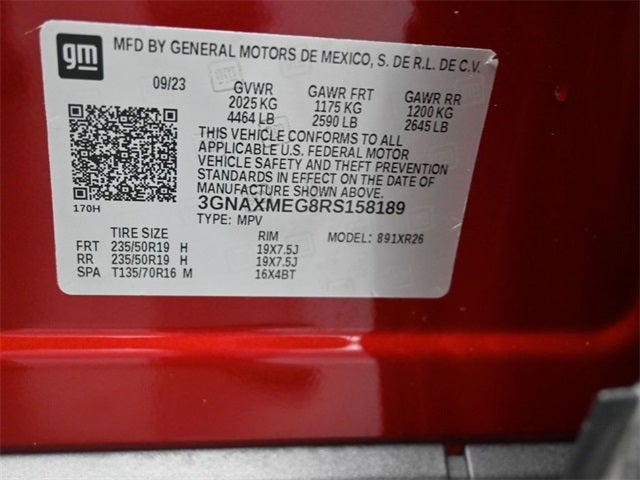 gm
MFD BY GENERAL MOTORS DE MEXICO, S. DE R.L. DE C.V.
09/23 GVWR GAWR FRT GAWR RR
2025 KG 1175 KG 1200 KG
4464 LB 2590 LB 2645 LB
THIS VEHICLE CONFORMS TO ALL
APPLICABLE U.S. FEDERAL MOTOR
VEHICLE SAFETY AND THEFT PREVENTION
STANDARDS IN EFFECT ON THE DATE OF
MANUFACTURE SHOWN ABOVE.
170H 3GNAXMEG8RS158189
TYPE: MPV
TIRE SIZE RIM MODEL: 891XR26
FRT 235/50R19 H 19X7.5J
RR 235/50R19 H 19X7.5J
SPA T135/70R16 M 16X4BT